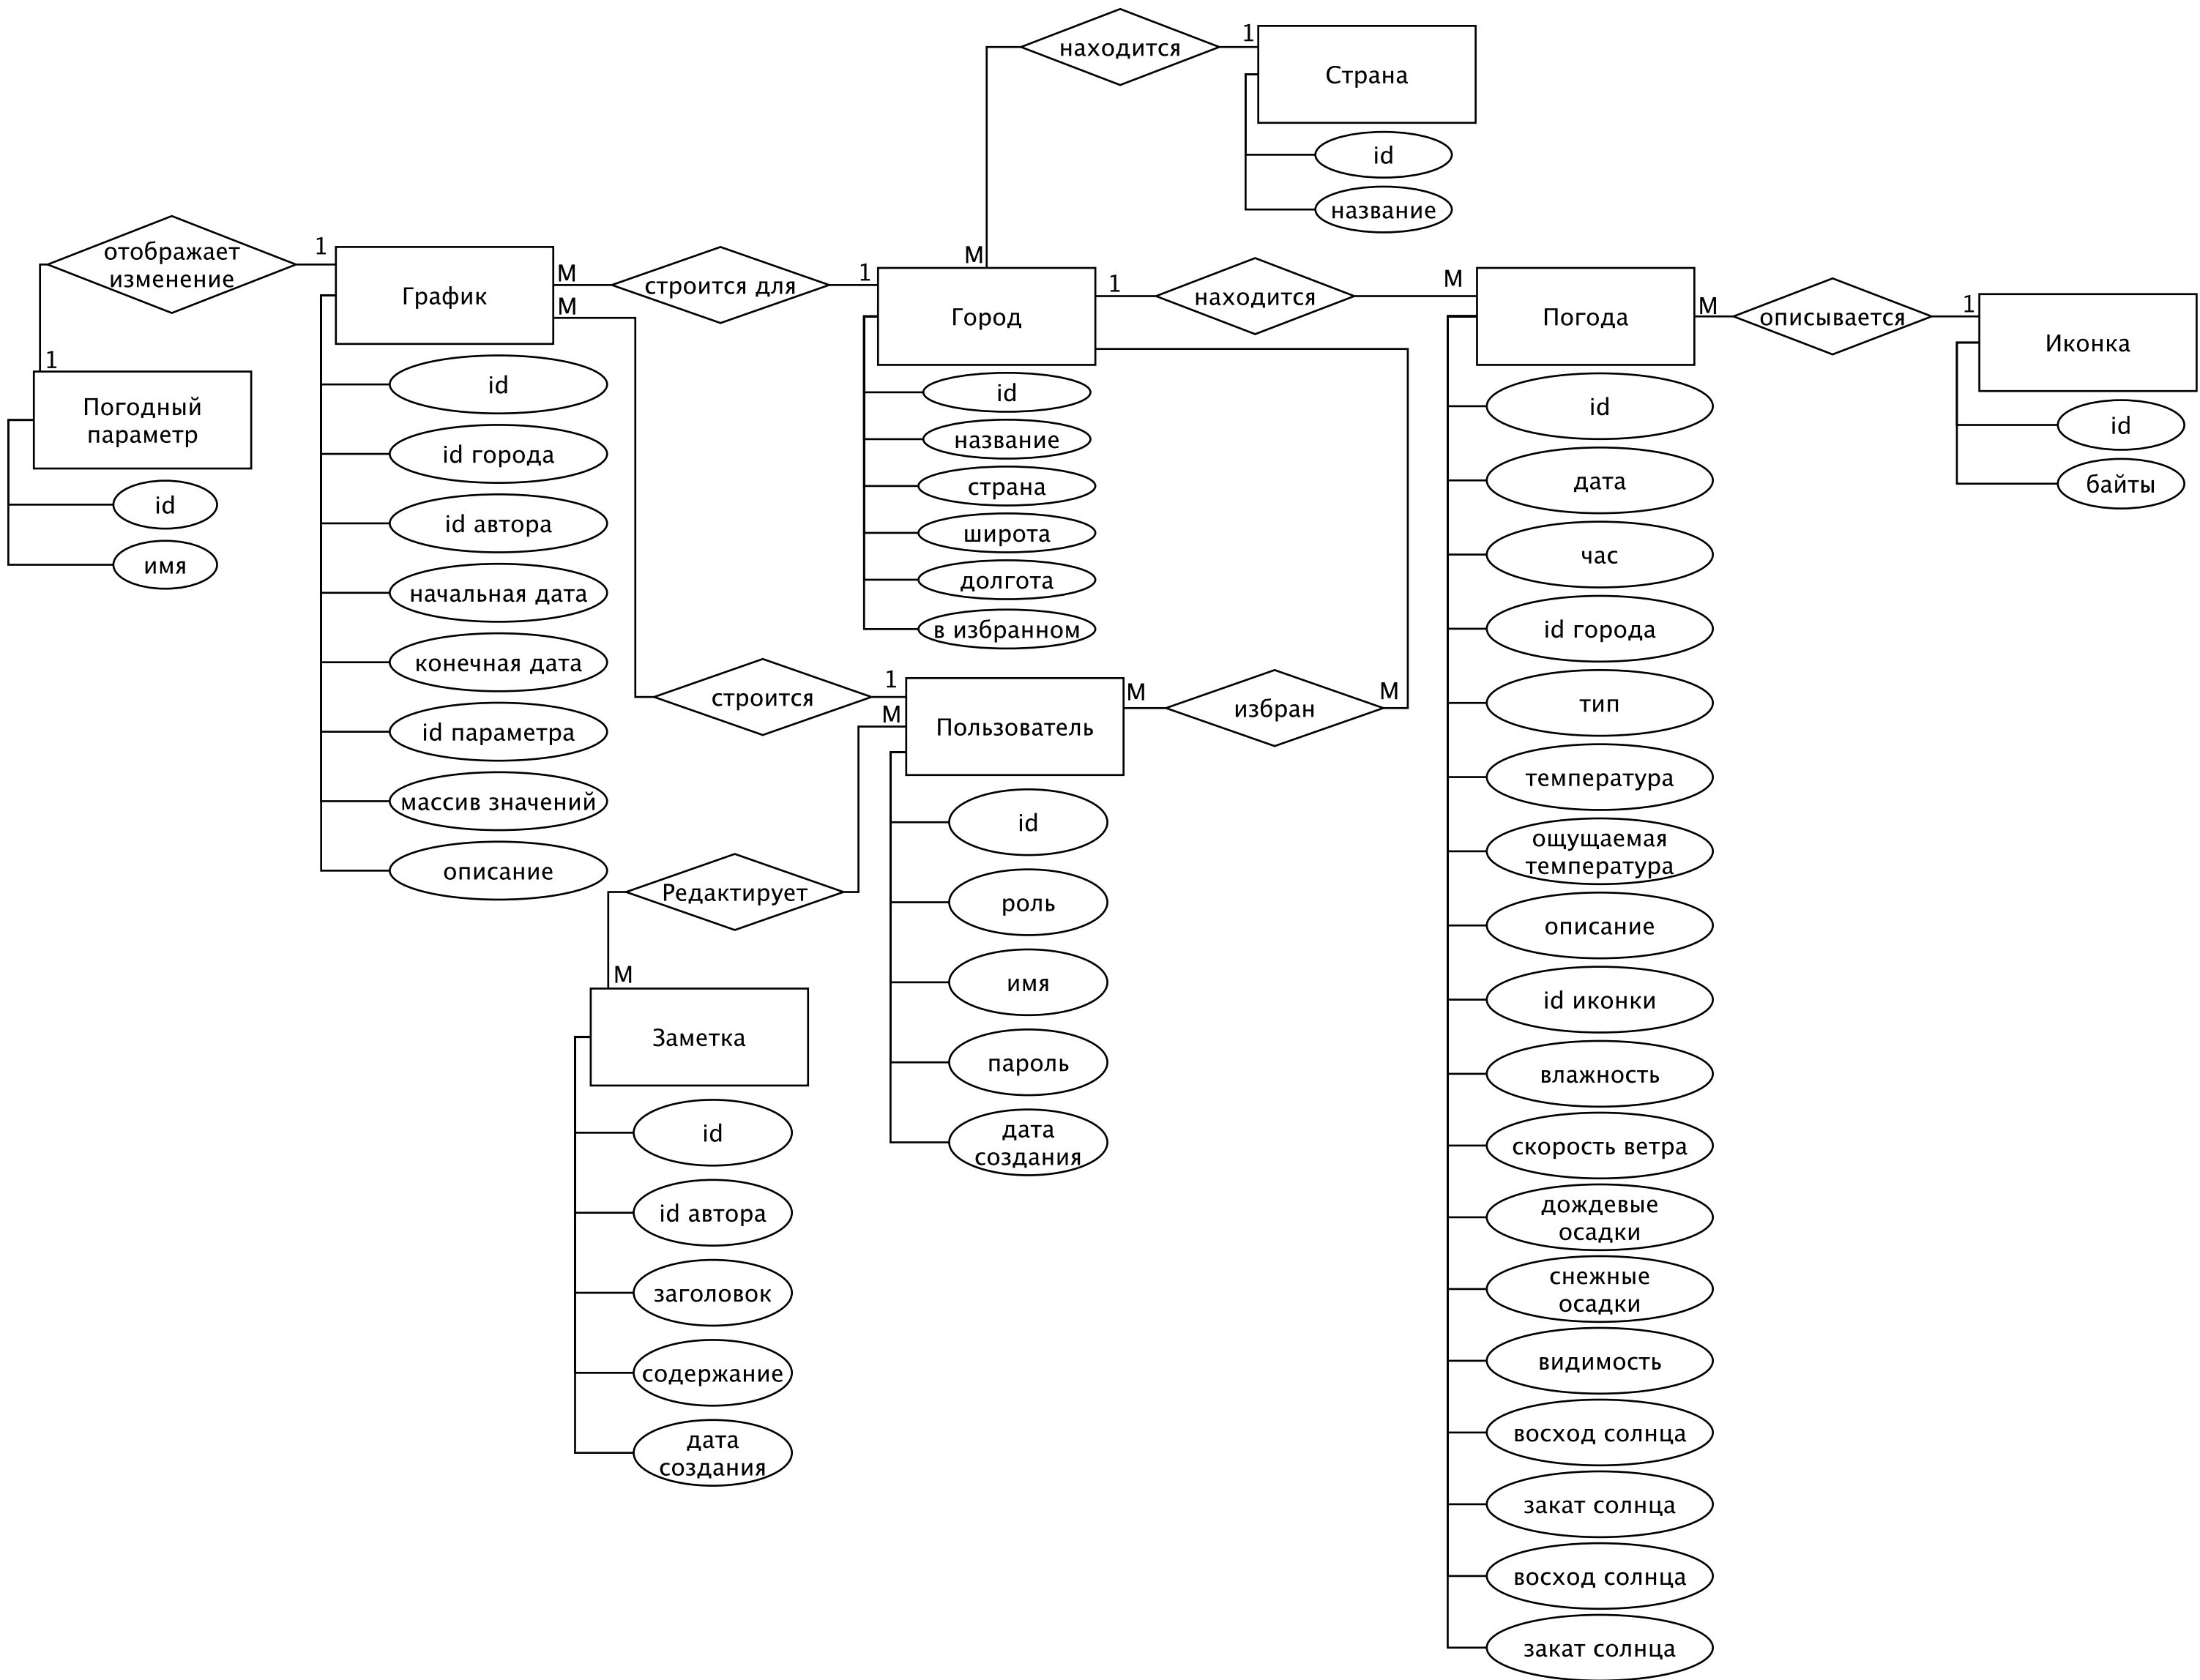 находится
1
Страна
id
название
M
отображает
изменение
1
График
M
M
строится для
1
Город
1
находится
M
Погода
M
описывается
1
Иконка
id
байты
1
Погодный
параметр
id
имя
id
id города
id автора
начальная дата
конечная дата
id параметра
массив значений
описание
id
название
страна
широта
долгота
в избранном
строится
1
M
Пользователь
M
избран
M
id
роль
имя
пароль
дата
создания
Редактирует
M
Заметка
id
id автора
заголовок
содержание
дата
создания
id
дата
час
id города
тип
температура
ощущаемая
температура
описание
id иконки
влажность
скорость ветра
дождевые
осадки
снежные
осадки
видимость
восход солнца
закат солнца
восход солнца
закат солнца